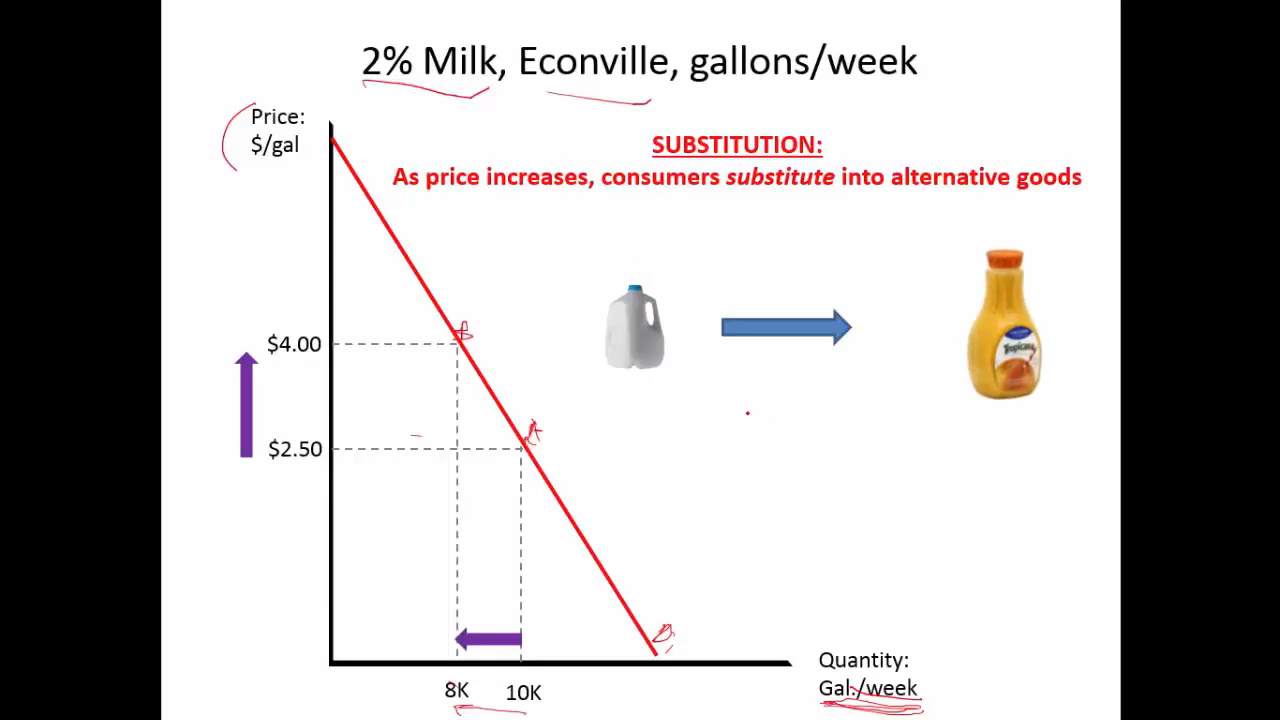 2% Milk, Econville, gallons/week
Price:
$/gal
SUBSTITUTION:
As price increases, consumers substitute into alternative goods
Tropicana
$4.00
$2.50
8K
10K
Quantity:
Gal./week